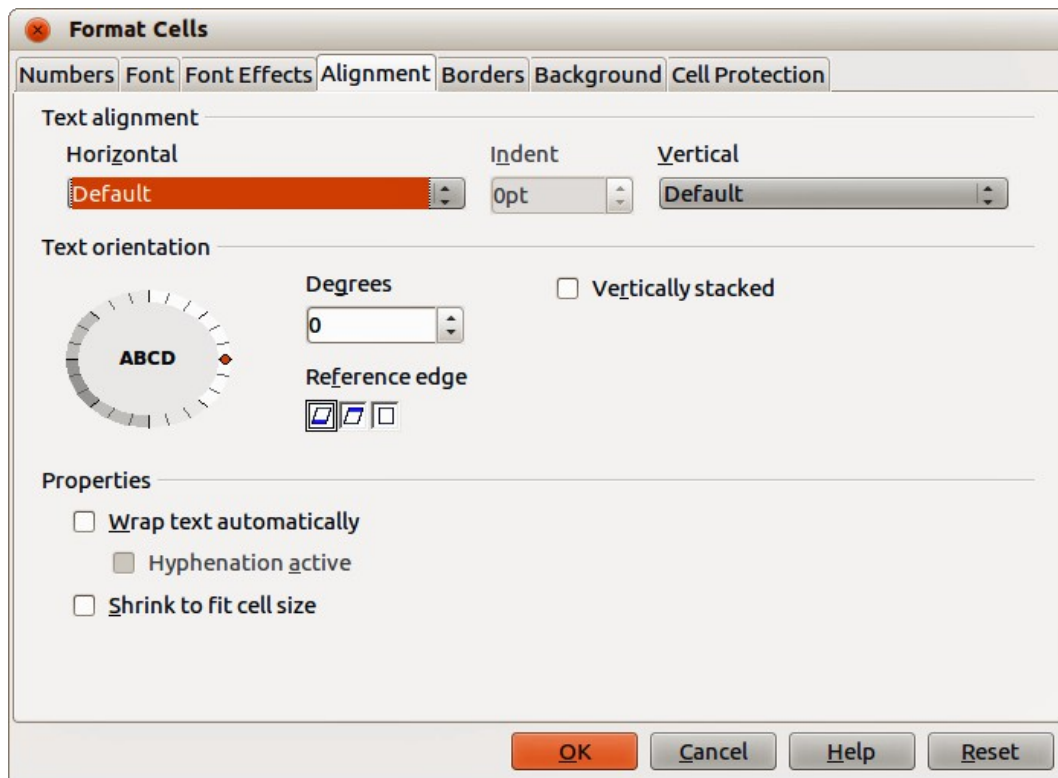 Format Cells
Numbers Font Font Effects Alignment Borders Background Cell Protection
Text alignment
Horizontal Indent Vertical
Default 0pt Default
Text orientation
Degrees
Vertically stacked
0
ABCD
Reference edge
Properties
Wrap text automatically
Hyphenation active
Shrink to fit cell size
OK Cancel Help Reset